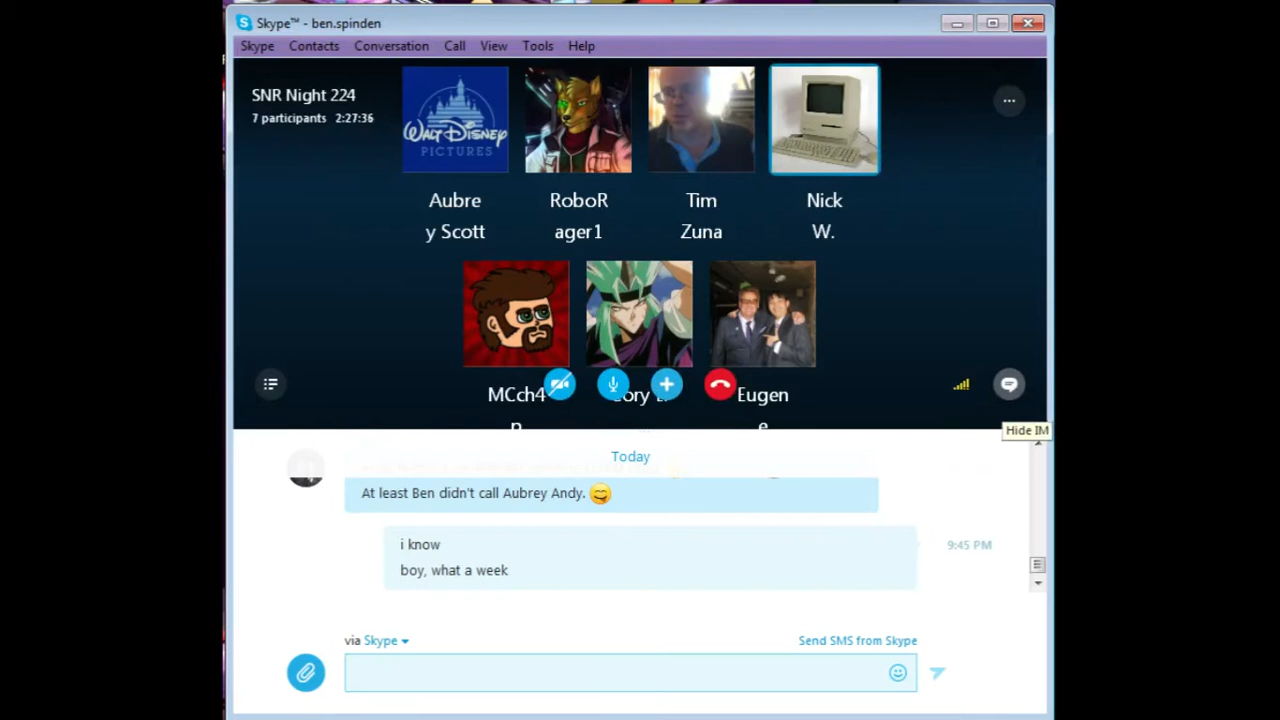 Skype™ - ben.spinden
Skype Contacts Conversation Call View Tools Help
SNR Night 224
7 participants 2:27:36
WALT DISNEY
PICTURES
Aubre
y Scott
RoboR
ager1
Tim
Zuna
Nick
W.
MCch4
Eugen
e
Hide IM
Today
At least Ben didn't call Aubrey Andy.
i know
9:45 PM
boy, what a week
via Skype
Send SMS from Skype